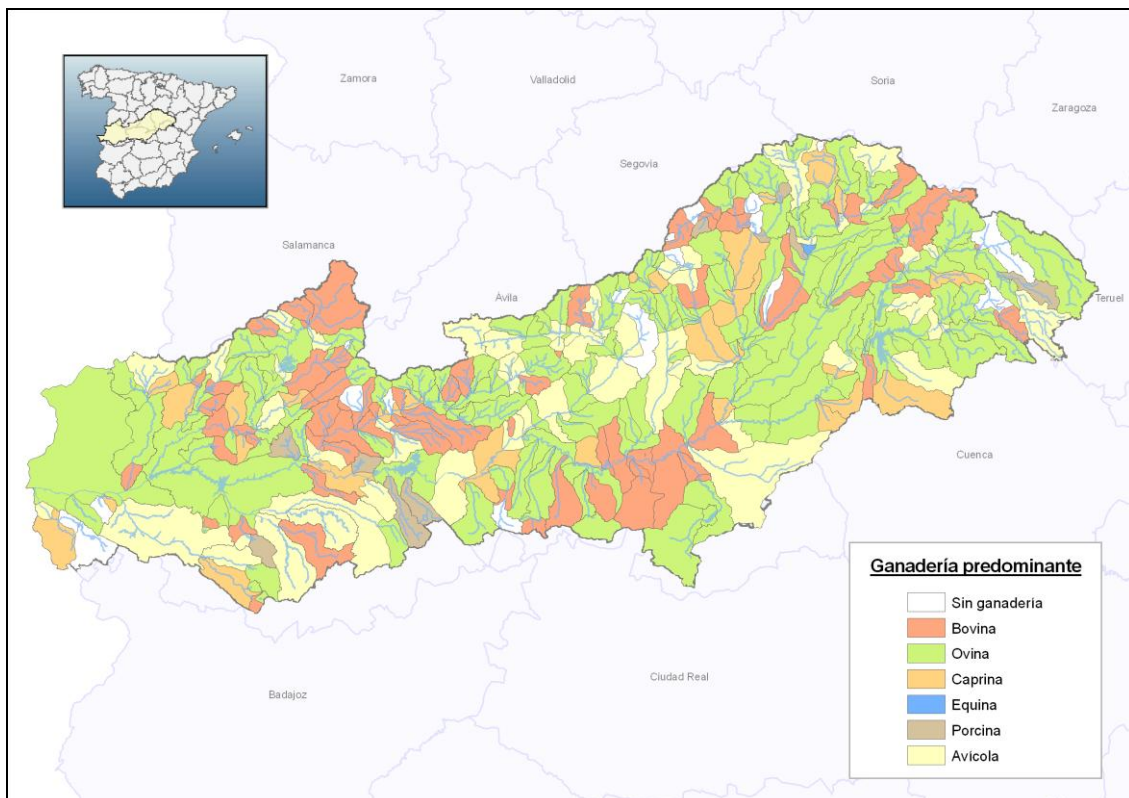 Zamora
Valladolid
Soria
Zaragoza
Segovia
Salamanca
Ávila
Teruel
Cuenca
Badajoz
Ciudad Real
Ganadería predominante
Sin ganadería
Bovina
Ovina
Caprina
Equina
Porcina
Avícola